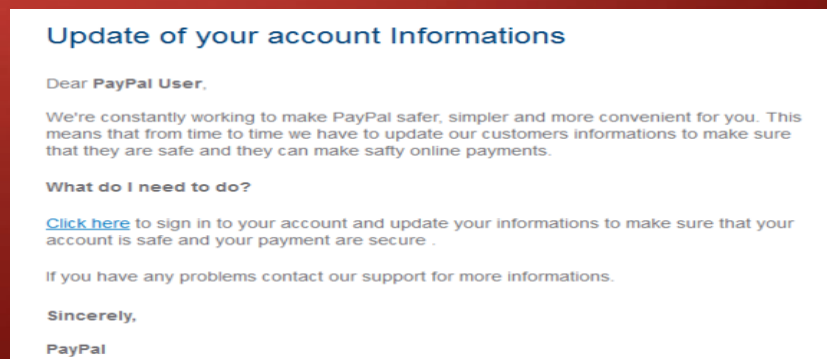 Update of your account Informations
Dear PayPal User,
We're constantly working to make PayPal safer, simpler and more convenient for you. This
means that from time to time we have to update our customers informations to make sure
that they are safe and they can make safty online payments.
What do I need to do?
Click here to sign in to your account and update your informations to make sure that your
account is safe and your payment are secure .
If you have any problems contact our support for more informations.
Sincerely,
PayPal